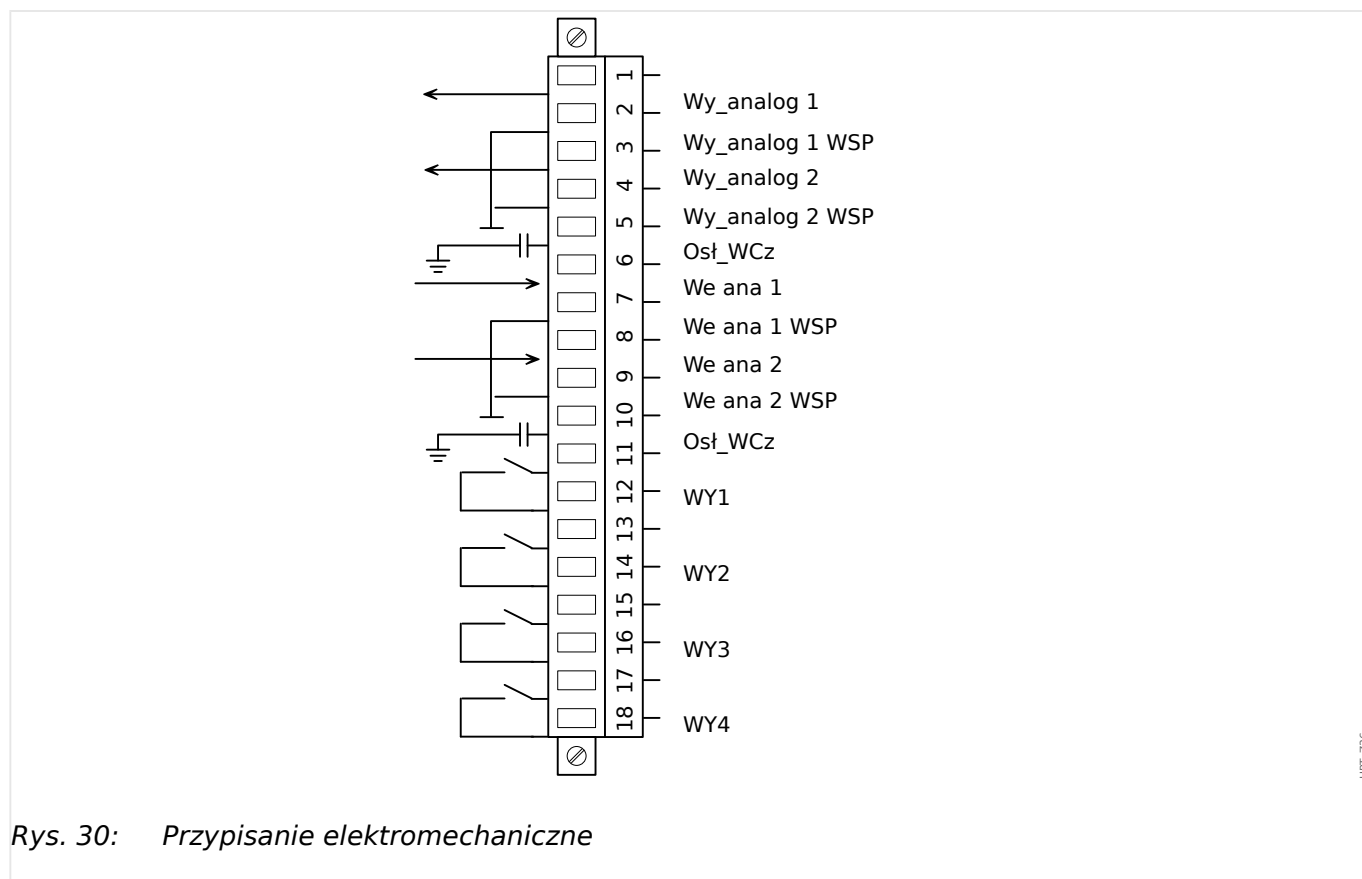 1
2
Wy_analog 1
3
Wy_analog 1 WSP
4
Wy_analog 2
5
Wy_analog 2 WSP
6
Osł_WCz
7
We ana 1
8
We ana 1 WSP
9
We ana 2
10
We ana 2 WSP
11
Osł_WCz
12
WY1
13
14
WY2
15
16
WY3
17
18
WY4
Rys. 30: Przypisanie elektromechaniczne